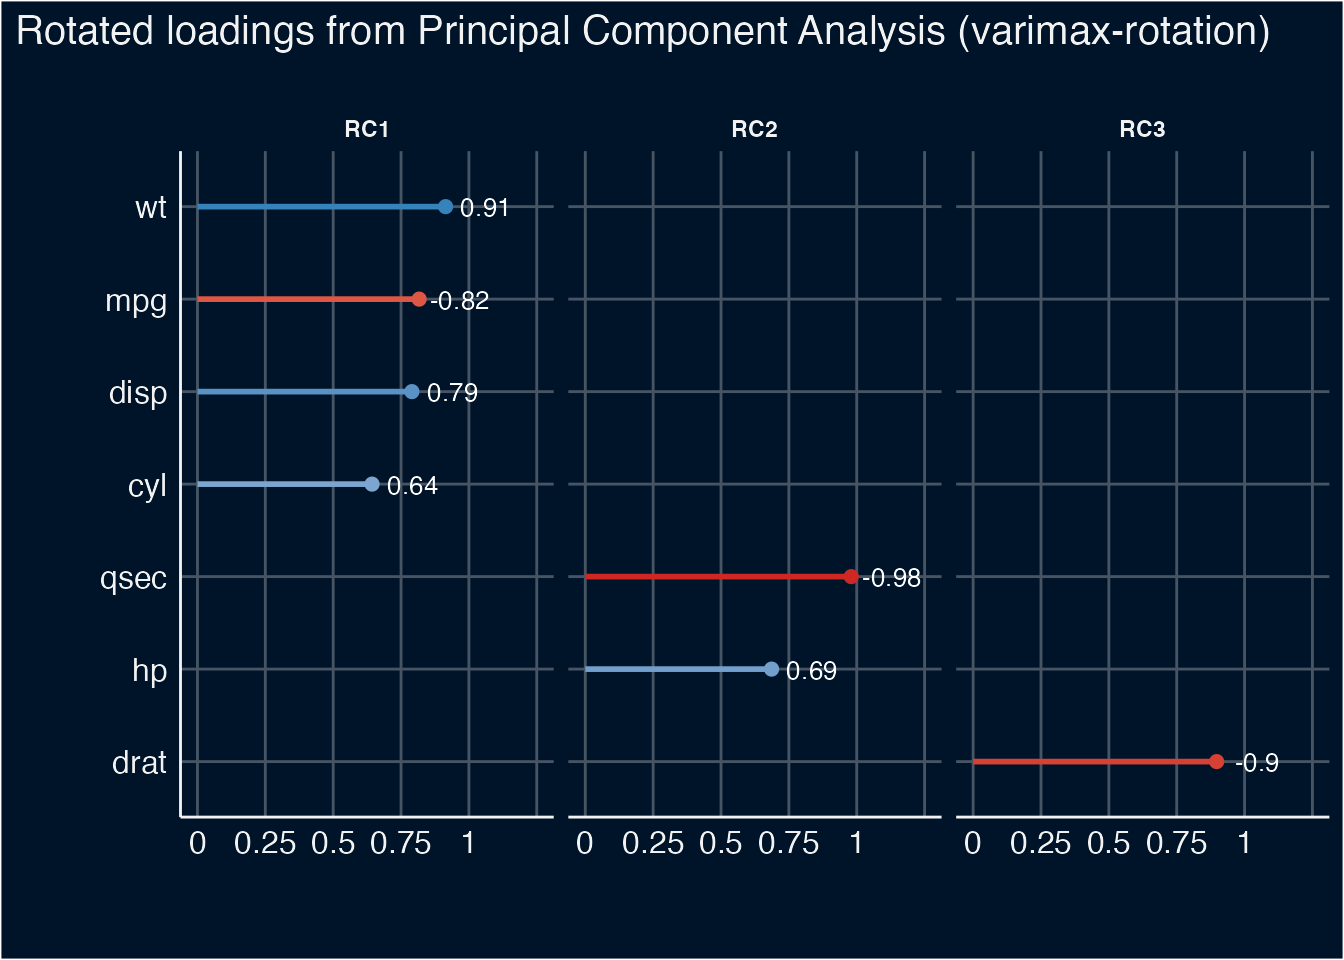 Rotated loadings from Principal Component Analysis (varimax-rotation)
RC1 RC2 RC3
wt 0.91
mpg -0.82
disp 0.79
cyl 0.64
qsec -0.98
hp 0.69
drat -0.9
0 0.25 0.5 0.75 1 0 0.25 0.5 0.75 1 0 0.25 0.5 0.75 1